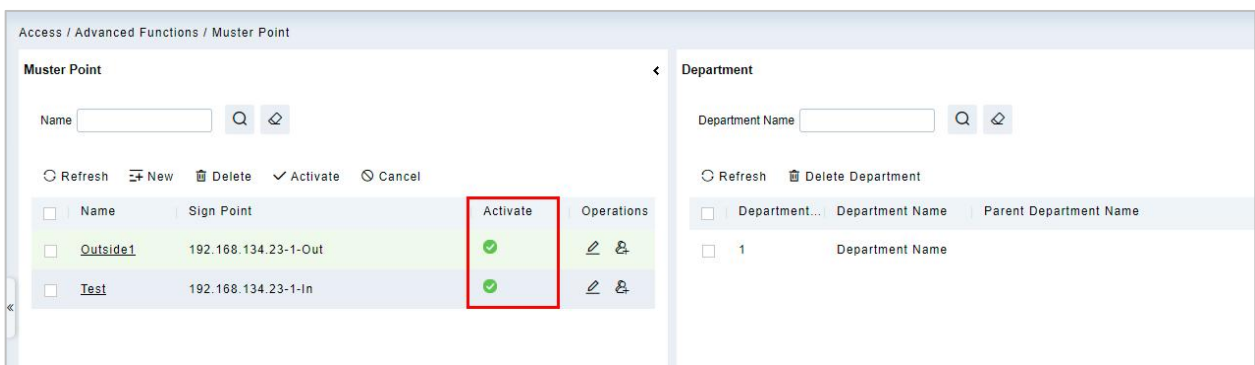 Access / Advanced Functions / Muster Point
Muster Point
Name
Refresh New Delete Activate Cancel
Name Sign Point Activate Operations
Outside1 192.168.134.23-1-Out
Test 192.168.134.23-1-In
Department
Department Name
Refresh Delete Department
Department... Department Name Parent Department Name
1 Department Name